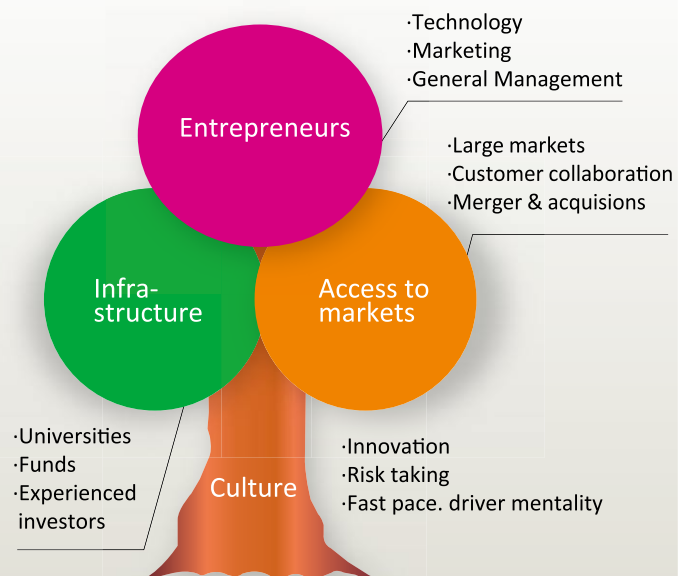 ·Technology
·Marketing
·General Management
Entrepreneurs
·Large markets
·Customer collaboration
·Merger & acquisions
Infra-
structure
Access to
markets
·Universities
·Funds
·Experienced
investors
Culture
·Innovation
·Risk taking
·Fast pace. driver mentality